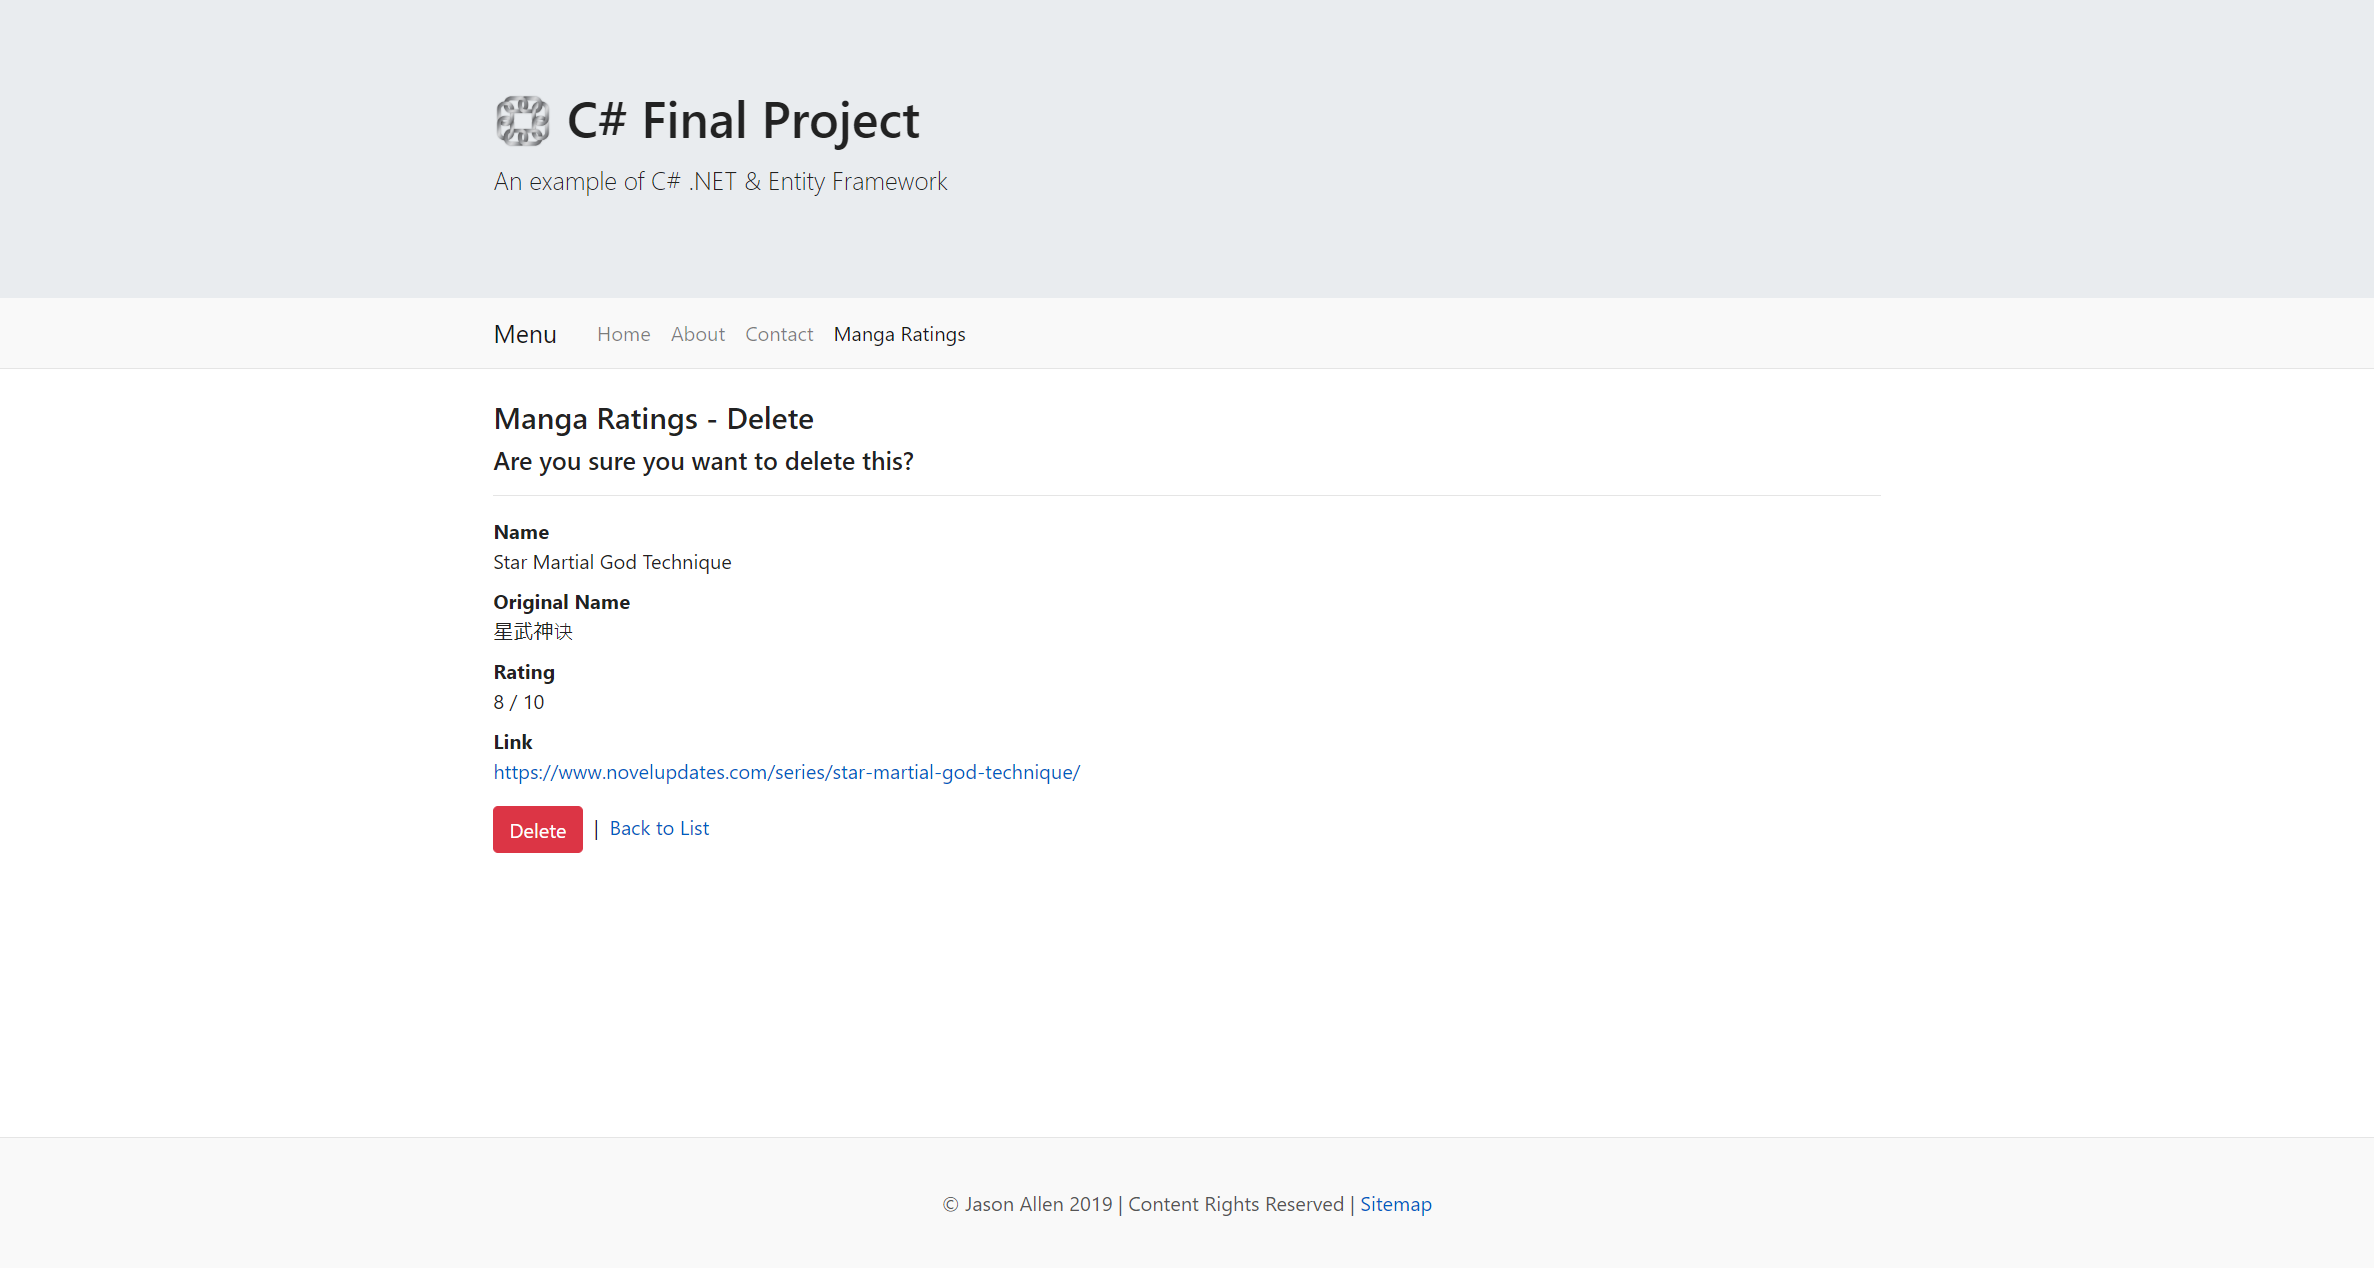 C# Final Project
An example of C# .NET & Entity Framework
Menu Home About Contact Manga Ratings
Manga Ratings - Delete
Are you sure you want to delete this?
Name
Star Martial God Technique
Original Name
星武神诀
Rating
8 / 10
Link
https://www.novelupdates.com/series/star-martial-god-technique/
Delete | Back to List
© Jason Allen 2019 | Content Rights Reserved | Sitemap